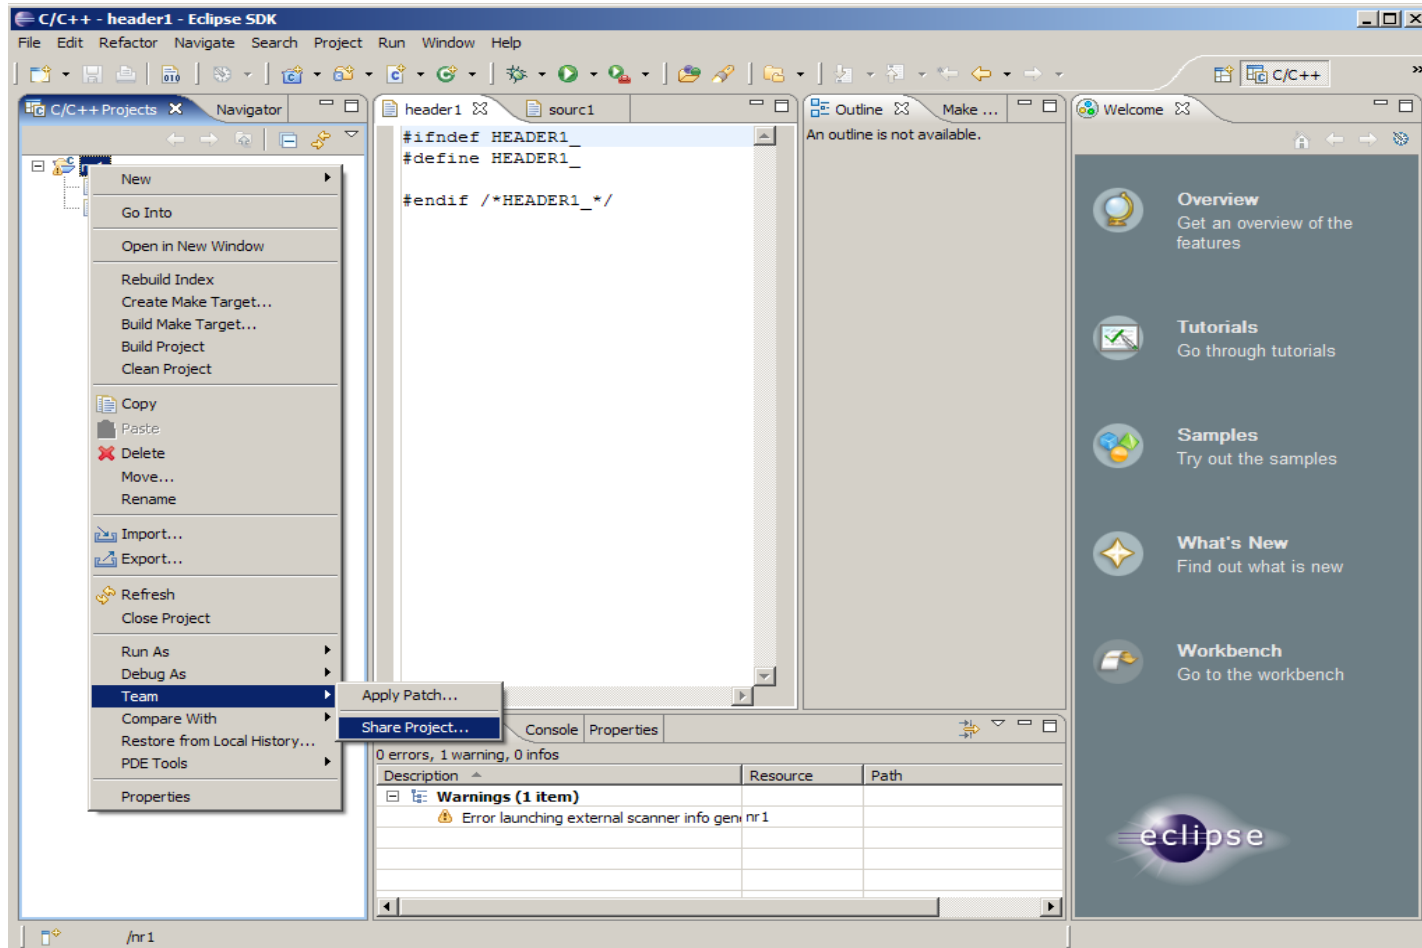 C/C++ - header1 - Eclipse SDK
File Edit Refactor Navigate Search Project Run Window Help
010
C/C++
C/C++ Projects
Navigator
header1
sourc1
Outline
Make ...
Welcome
#ifndef HEADER1_
#define HEADER1_
#endif /*HEADER1_*/
An outline is not available.
New
Go Into
Open in New Window
Rebuild Index
Create Make Target...
Build Make Target...
Build Project
Clean Project
Copy
Paste
Delete
Move...
Rename
Import...
Export...
Refresh
Close Project
Run As
Debug As
Team
Compare With
Restore from Local History...
PDE Tools
Properties
Apply Patch...
Share Project...
Console
Properties
0 errors, 1 warning, 0 infos
Description
Resource
Path
Warnings (1 item)
Error launching external scanner info gen
nr1
Overview
Get an overview of the
features
Tutorials
Go through tutorials
Samples
Try out the samples
What's New
Find out what is new
Workbench
Go to the workbench
eclipse
/nr1